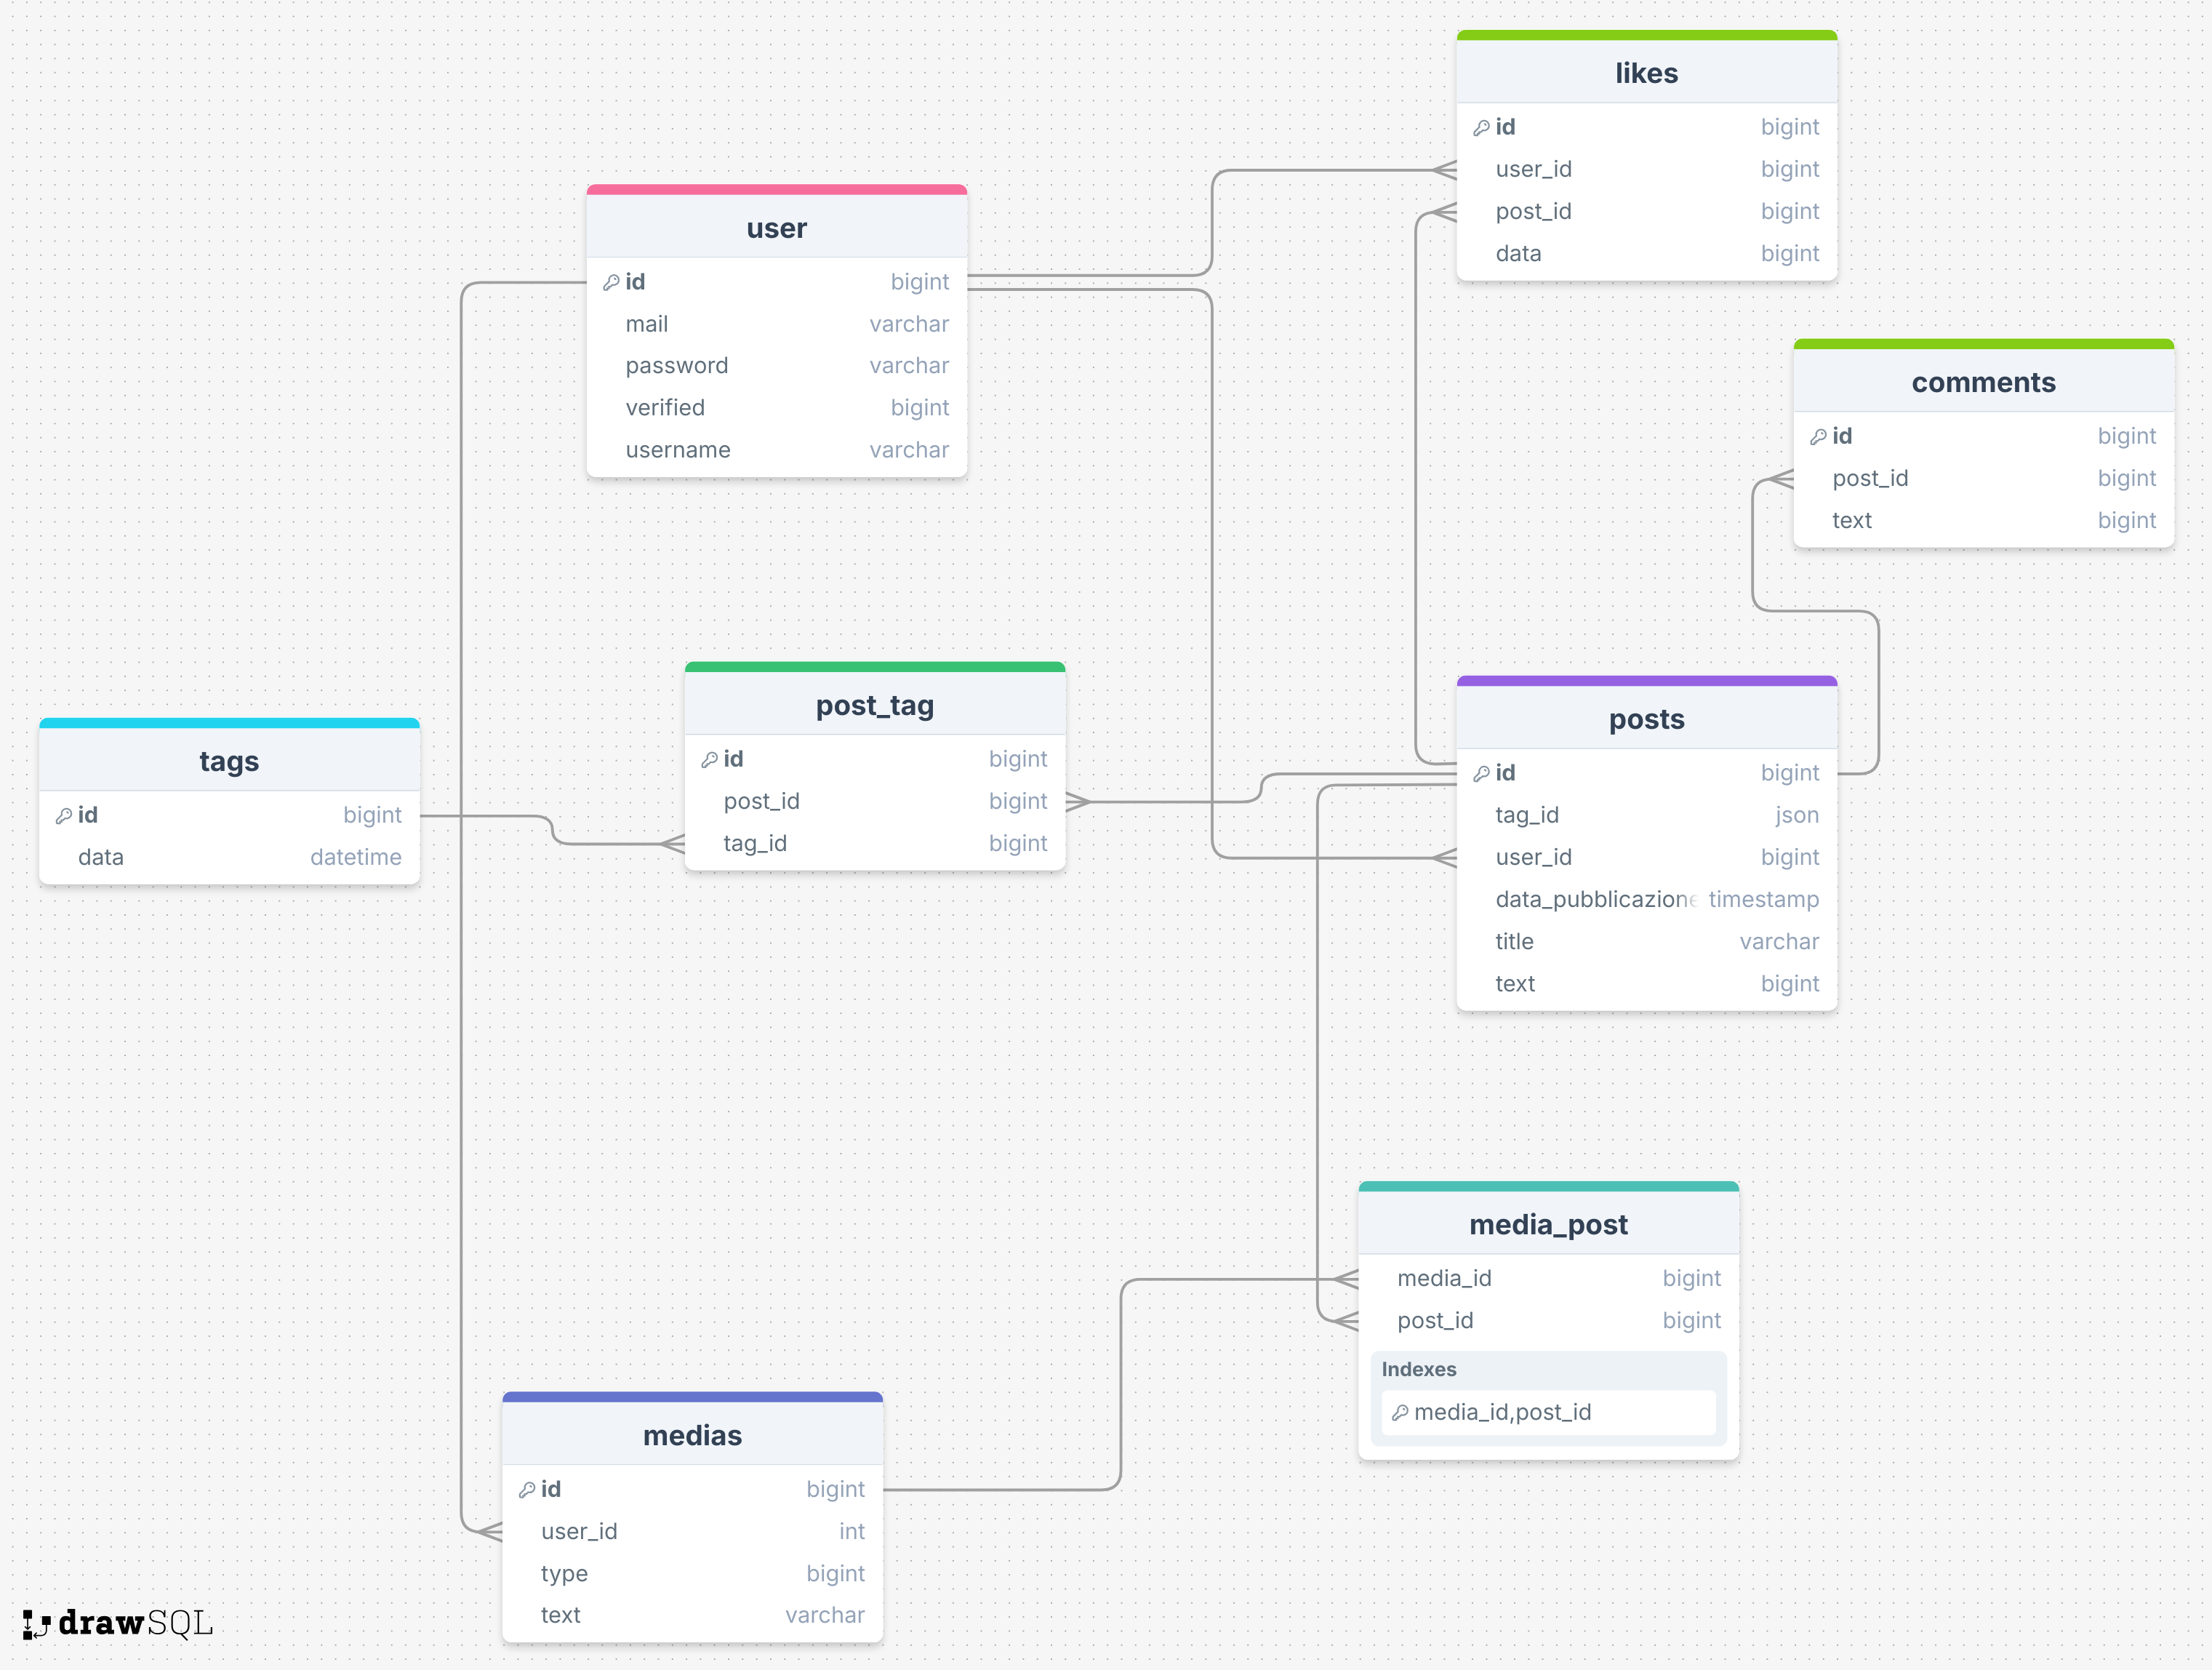 likes
id bigint
user_id bigint
post_id bigint
data bigint
user
id bigint
mail varchar
password varchar
verified bigint
username varchar
comments
id bigint
post_id bigint
text bigint
post_tag
id bigint
post_id bigint
tag_id bigint
posts
id bigint
tag_id json
user_id bigint
data_pubblicazione timestamp
title varchar
text bigint
tags
id bigint
data datetime
media_post
media_id bigint
post_id bigint
Indexes
media_id,post_id
medias
id bigint
user_id int
type bigint
text varchar
drawSQL